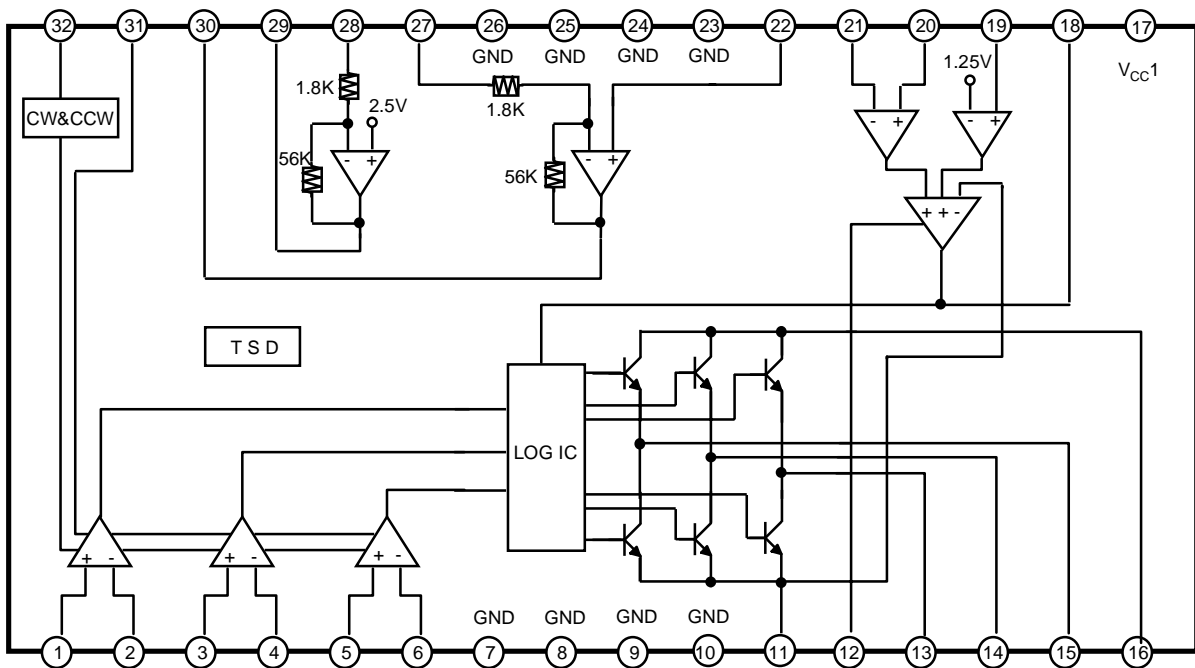 32 31 30 29 28 27 26 25 24 23 22 21 20 19 18 17
GND GND GND GND
1.25V
VCC1
1.8K
1.8K
2.5V
CW&CCW
- +
- +
56K
- +
- +
56K
+ + -
T S D
LOG IC
+ -
+ -
+ -
GND GND GND GND
1 2 3 4 5 6 7 8 9 10 11 12 13 14 15 16